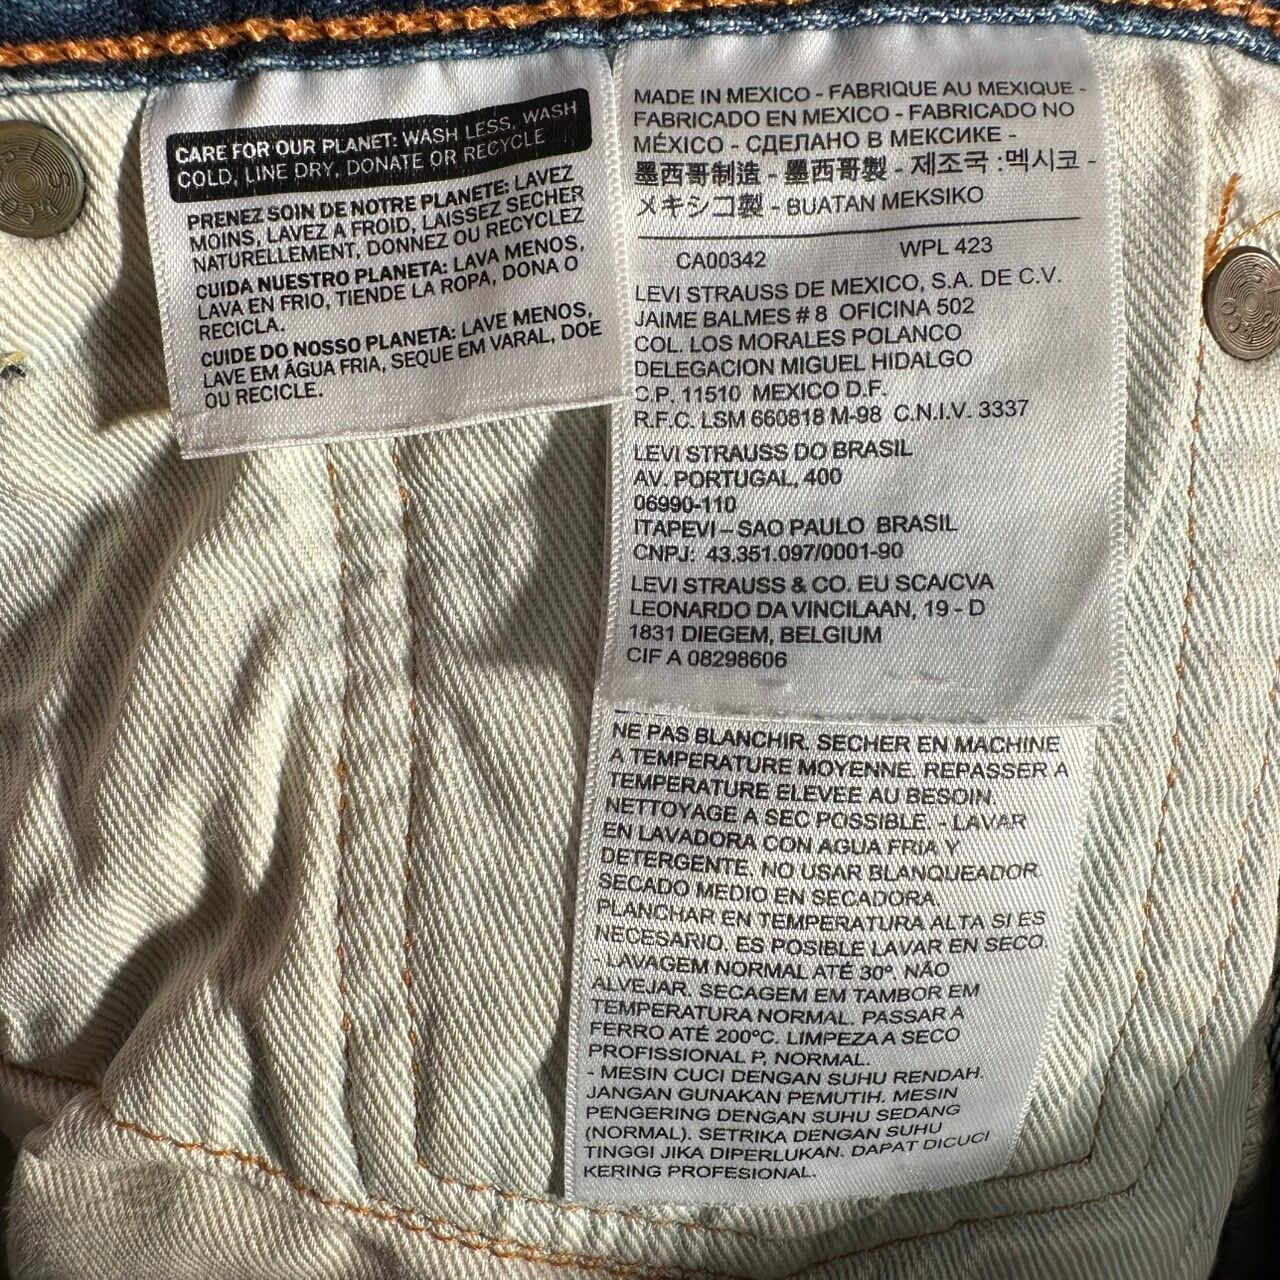 CARE FOR OUR PLANET: WASH LESS, WASH
COLD, LINE DRY, DONATE OR RECYCLE
PRENEZ SOIN DE NOTRE PLANETE: LAVEZ
MOINS, LAVEZ A FROID, LAISSEZ SECHER
NATURELLEMENT, DONNEZ OU RECYCLEZ
CUIDA NUESTRO PLANETA: LAVA MENOS,
LAVA EN FRIO, TIENDE LA ROPA, DONA O
RECICLA.
CUIDE DO NOSSO PLANETA: LAVE MENOS,
LAVE EM ÁGUA FRIA, SEQUE EM VARAL, DOE
OU RECICLE.
MADE IN MEXICO - FABRIQUE AU MEXIQUE -
FABRICADO EN MEXICO - FABRICADO NO
MÉXICO - СДЕЛАНО В МЕКСИКЕ -
墨西哥制造 - 墨西哥製 - 제조국 :멕시코 -
メキシコ製 - BUATAN MEKSIKO
CA00342 WPL 423
LEVI STRAUSS DE MEXICO, S.A. DE C.V.
JAIME BALMES # 8 OFICINA 502
COL. LOS MORALES POLANCO
DELEGACION MIGUEL HIDALGO
C.P. 11510 MEXICO D.F.
R.F.C. LSM 660818 M-98 C.N.I.V. 3337
LEVI STRAUSS DO BRASIL
AV. PORTUGAL, 400
06990-110
ITAPEVI – SAO PAULO BRASIL
CNPJ: 43.351.097/0001-90
LEVI STRAUSS & CO. EU SCA/CVA
LEONARDO DA VINCILAAN, 19 - D
1831 DIEGEM, BELGIUM
CIF A 08298606
NE PAS BLANCHIR. SECHER EN MACHINE
A TEMPERATURE MOYENNE. REPASSER A
TEMPERATURE ELEVEE AU BESOIN.
NETTOYAGE A SEC POSSIBLE. - LAVAR
EN LAVADORA CON AGUA FRIA Y
DETERGENTE. NO USAR BLANQUEADOR.
SECADO MEDIO EN SECADORA.
PLANCHAR EN TEMPERATURA ALTA SI ES
NECESARIO. ES POSIBLE LAVAR EN SECO.
- LAVAGEM NORMAL ATÉ 30º. NÃO
ALVEJAR. SECAGEM EM TAMBOR EM
TEMPERATURA NORMAL. PASSAR A
FERRO ATÉ 200ºC. LIMPEZA A SECO
PROFISSIONAL P, NORMAL.
- MESIN CUCI DENGAN SUHU RENDAH.
JANGAN GUNAKAN PEMUTIH. MESIN
PENGERING DENGAN SUHU SEDANG
(NORMAL). SETRIKA DENGAN SUHU
TINGGI JIKA DIPERLUKAN. DAPAT DICUCI
KERING PROFESIONAL.